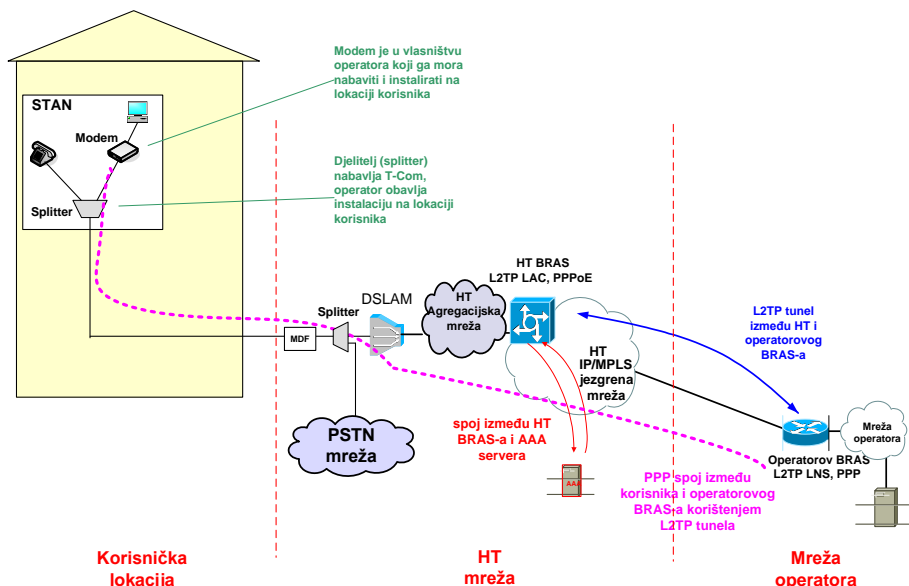 Modem je u vlasništvu
operatora koji ga mora
nabaviti i instalirati na
lokaciji korisnika
STAN
Modem
Djelitelj (splitter)
nabavlja T-Com,
operator obavlja
instalaciju na lokaciji
korisnika
Splitter
HT BRAS
L2TP LAC, PPPoE
DSLAM
Splitter
HT
Agregacijska
mreža
L2TP tunel
između HT i
operatorovog
BRAS-a
MDF
HT
IP/MPLS
jezgrena
mreža
spoj između HT
BRAS-a i AAA
servera
Mreža
operatora
PSTN
mreža
Operatorov BRAS
L2TP LNS, PPP
AAA
PPP spoj između
korisnika i operatorovog
BRAS-a korištenjem
L2TP tunela
Korisnička
lokacija
HT
mreža
Mreža
operatora